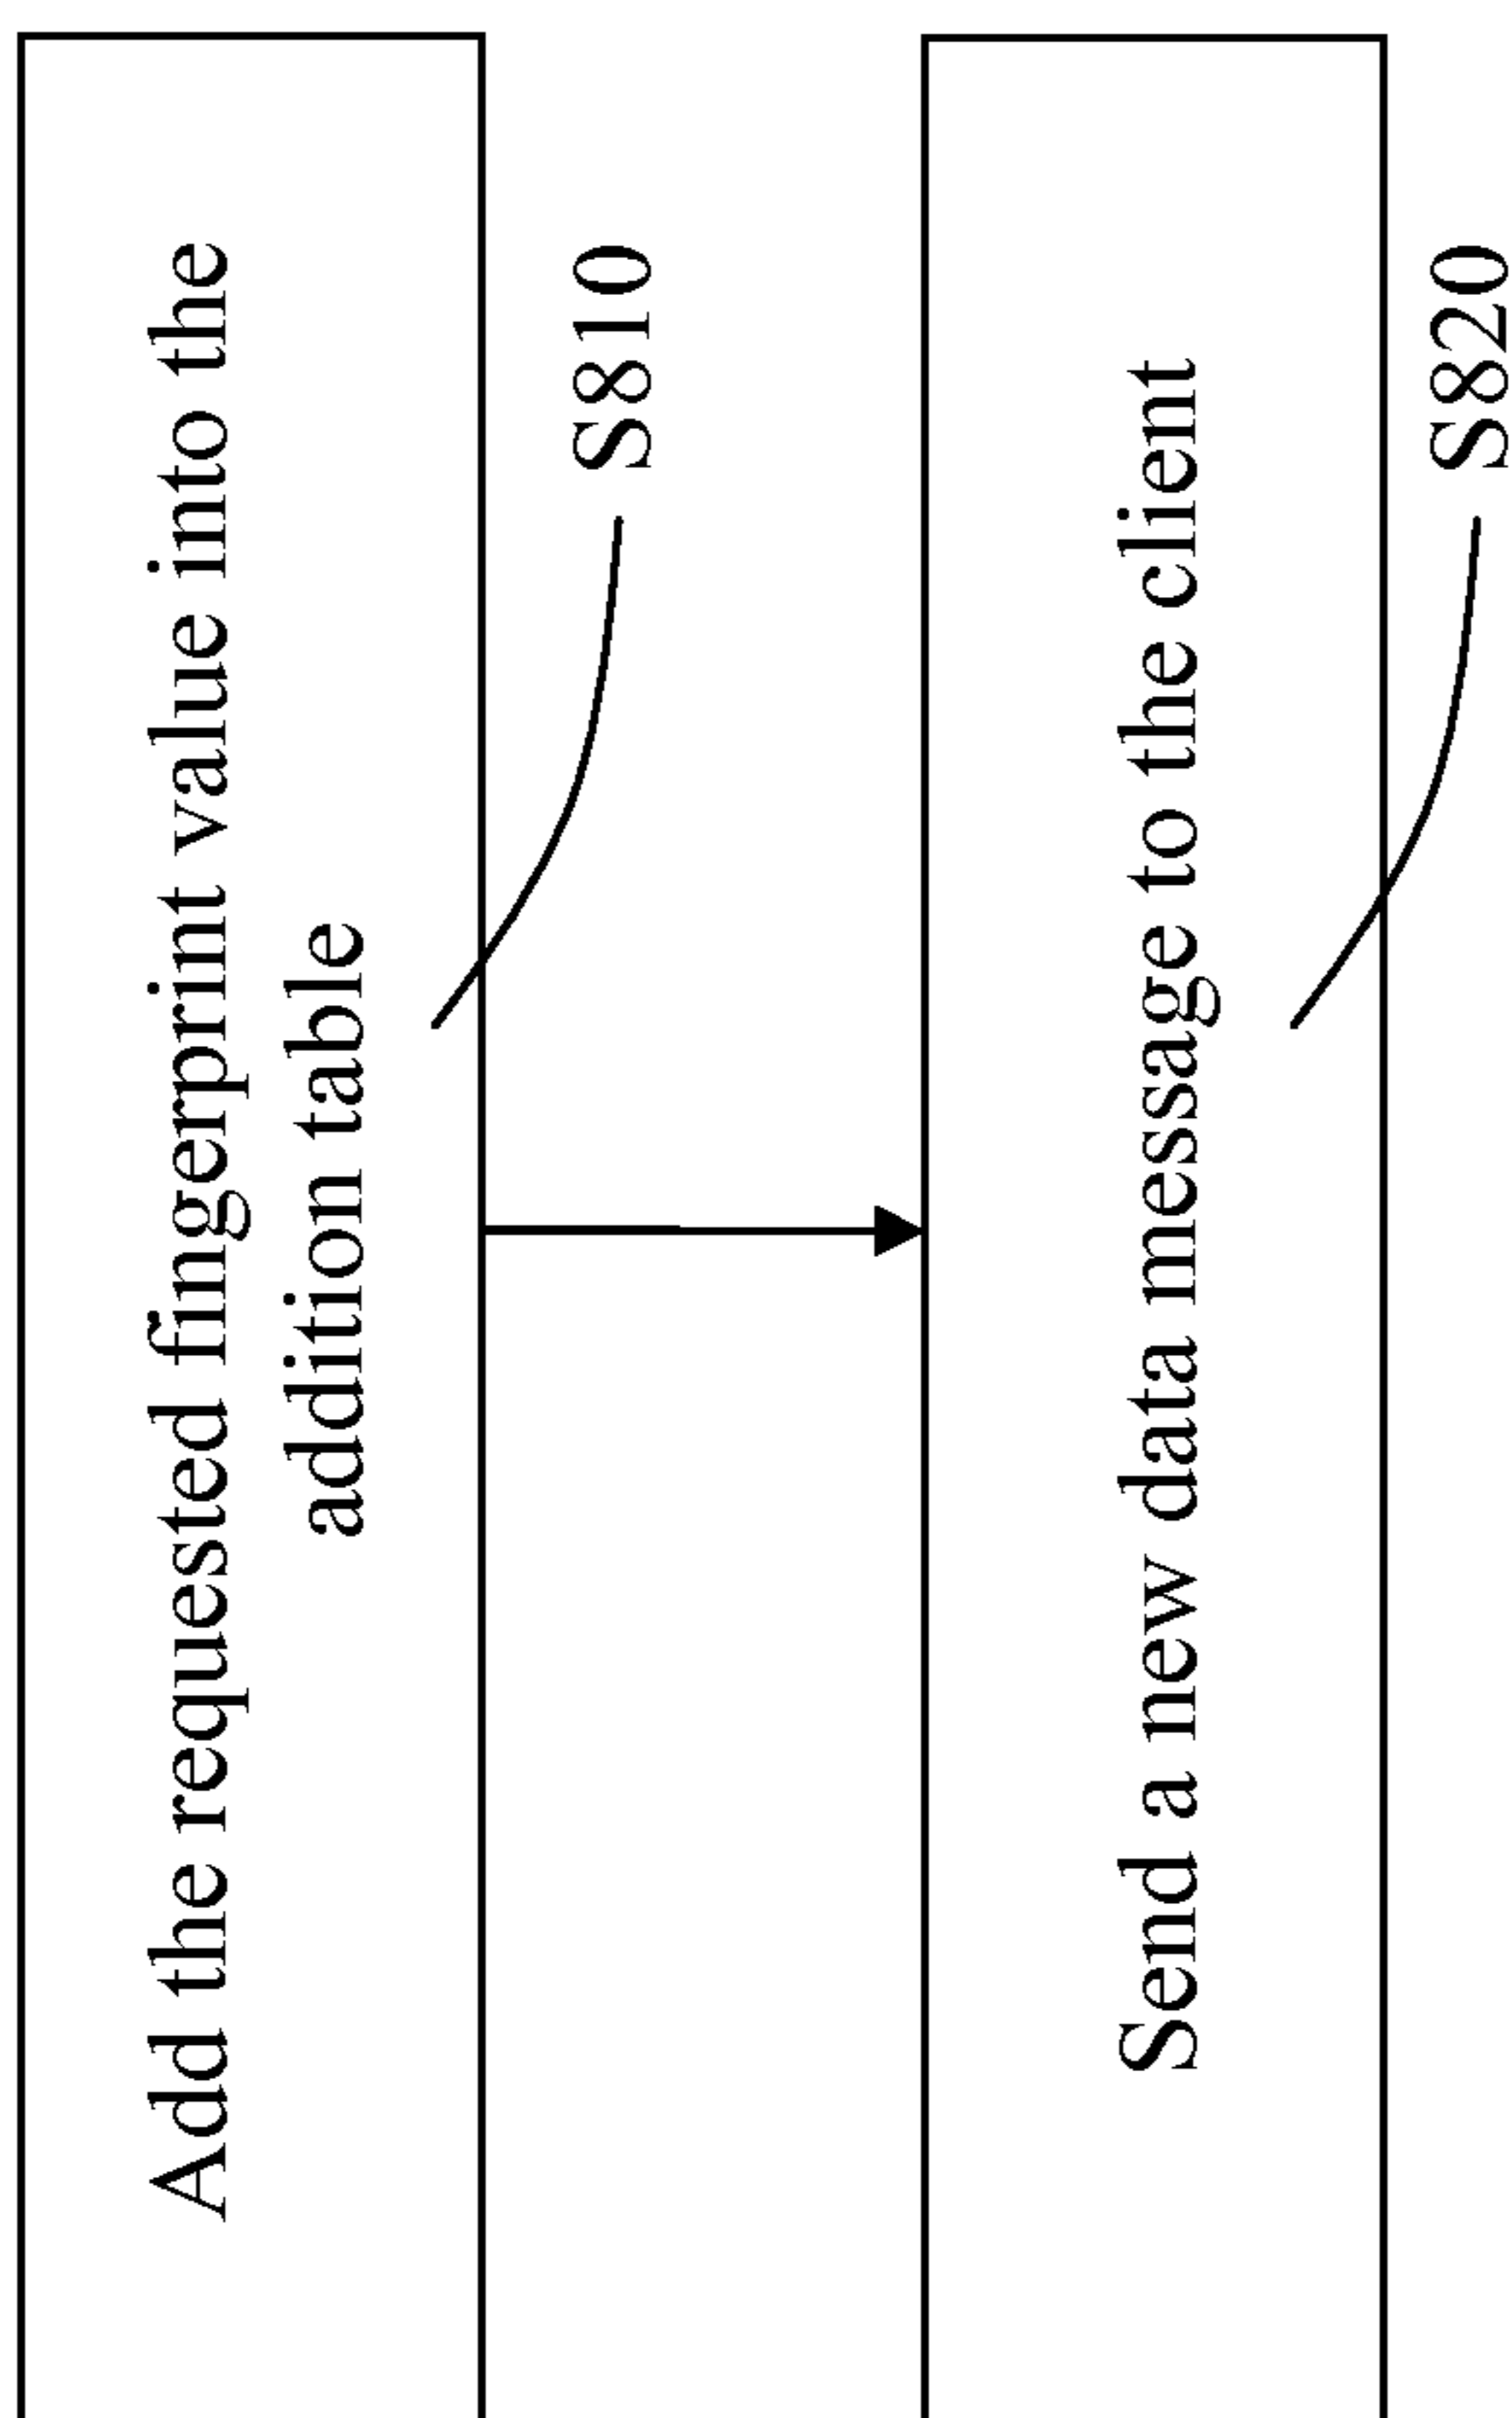 Add the requested fingerprint value into the
addition table
S810
Send a new data message to the client
S820